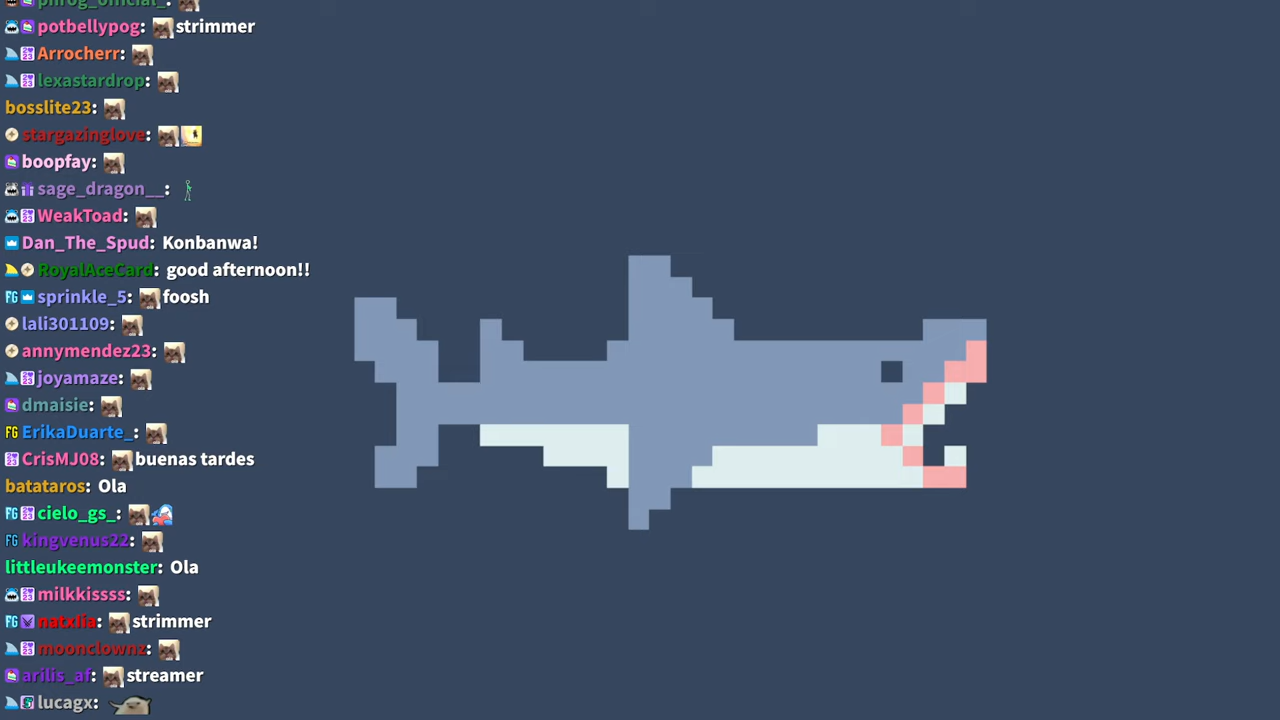 phrog_official_:
potbellypog: strimmer
Arrocherr:
lexastardrop:
bosslite23:
stargazinglove:
boopfay:
sage_dragon__:
WeakToad:
Dan_The_Spud: Konbanwa!
RoyalAceCard: good afternoon!!
sprinkle_5: foosh
lali301109:
annymendez23:
joyamaze:
dmaisie:
ErikaDuarte_:
CrisMJ08: buenas tardes
batataros: Ola
cielo_gs_:
kingvenus22:
littleukeemonster: Ola
milkkissss:
natxlia: strimmer
moonclownz:
arilis_af: streamer
lucagx: